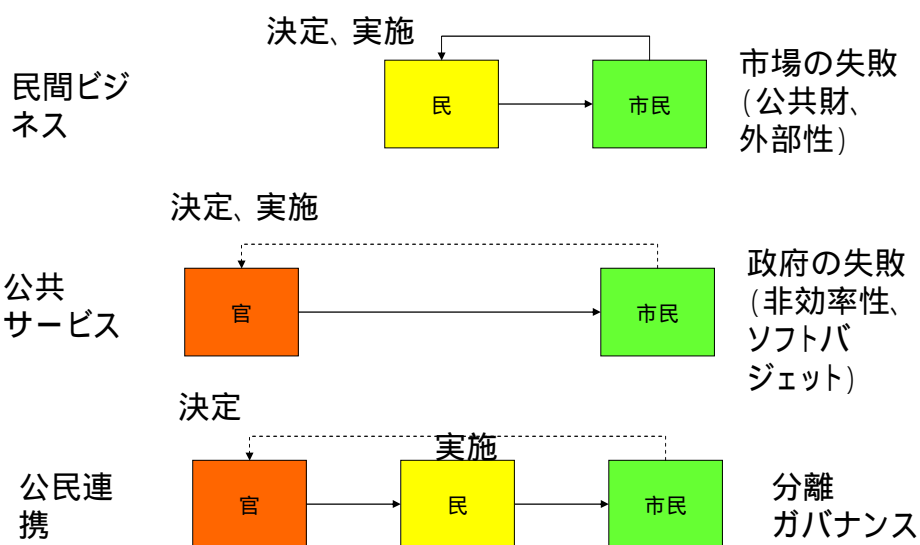 決定、実施
民間ビジ
ネス
民
市民
市場の失敗
(公共財、
外部性)
決定、実施
公共
サービス
官
市民
政府の失敗
(非効率性、
ソフトバ
ジェット)
決定
実施
公民連
携
官
民
市民
分離
ガバナンス